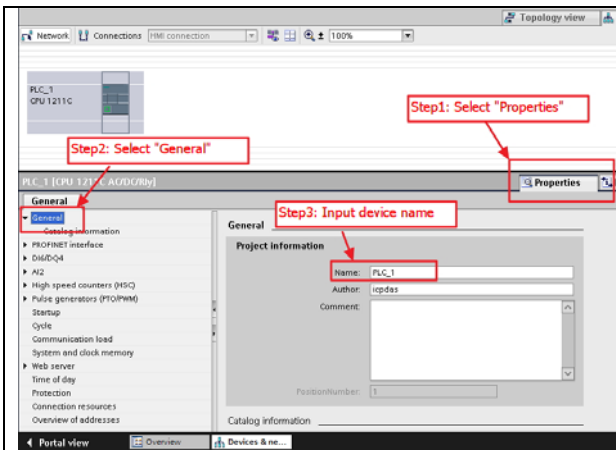 Topology view
Network Connections HMI connection 100%
PLC_1
CPU 1211C
Step1: Select "Properties"
Step2: Select "General"
PLC_1 [CPU 1211C AC/DC/Rly]
Properties
General
General
Catalog information
PROFINET interface
DI6/DQ4
AI2
High speed counters (HSC)
Pulse generators (PTO/PWM)
Startup
Cycle
Communication load
System and clock memory
Web server
Time of day
Protection
Connection resources
Overview of addresses
General
Step3: Input device name
Project information
Name: PLC_1
Author: icpdas
Comment:
PositionNumber: 1
Catalog information
Portal view Overview Devices & ne...